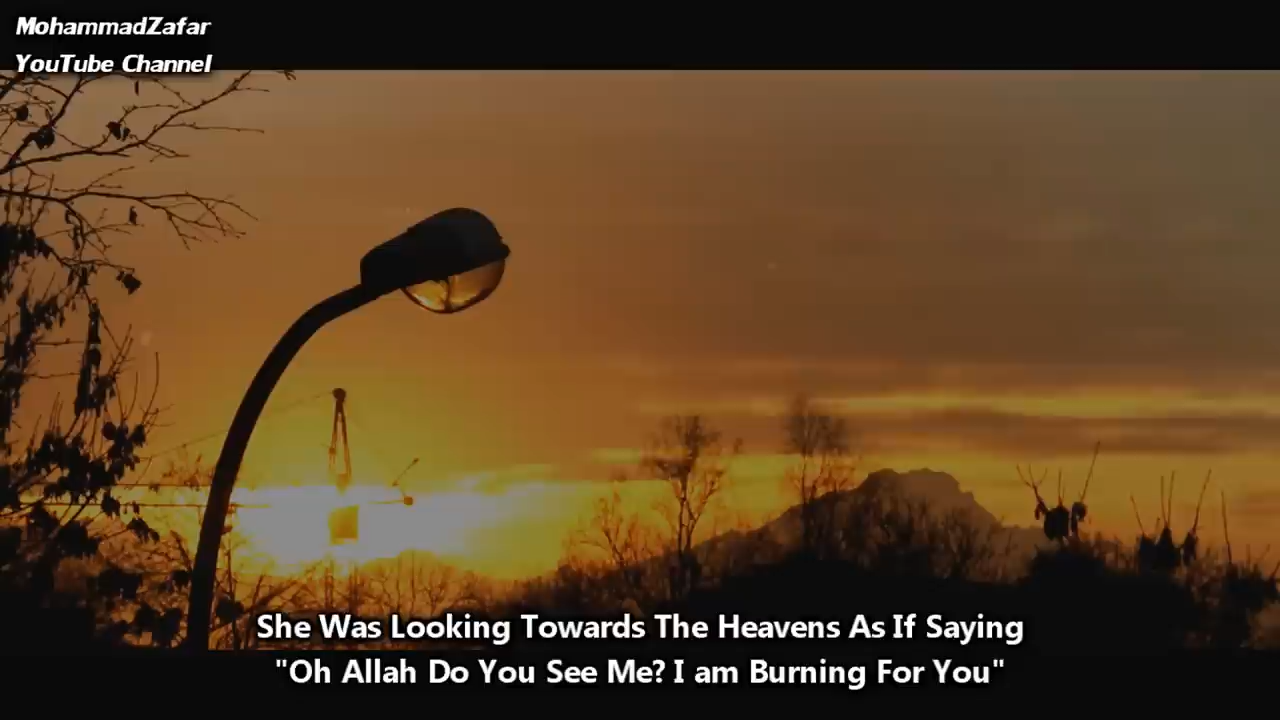 MohammadZafar
YouTube Channel
She Was Looking Towards The Heavens As If Saying
"Oh Allah Do You See Me? I am Burning For You"